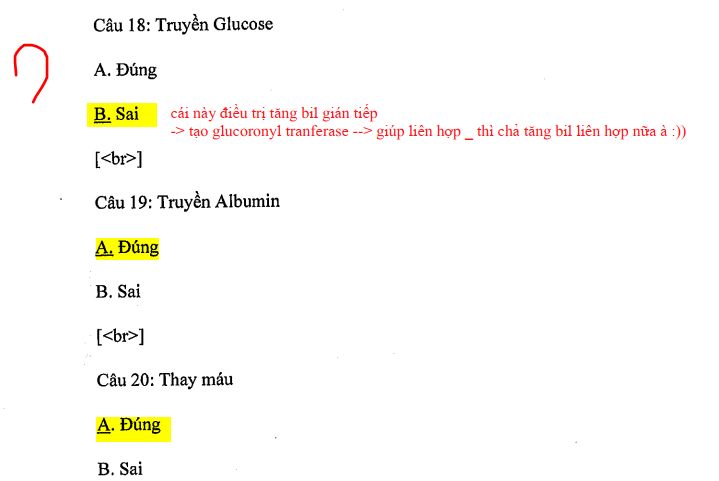 Câu 18: Truyền Glucose
?
A. Đúng
B. Sai
cái này điều trị tăng bil gián tiếp
-> tạo glucoronyl tranferase --> giúp liên hợp _ thì chả tăng bil liên hợp nữa à :))
[<br>]
Câu 19: Truyền Albumin
A. Đúng
B. Sai
[<br>]
Câu 20: Thay máu
A. Đúng
B. Sai